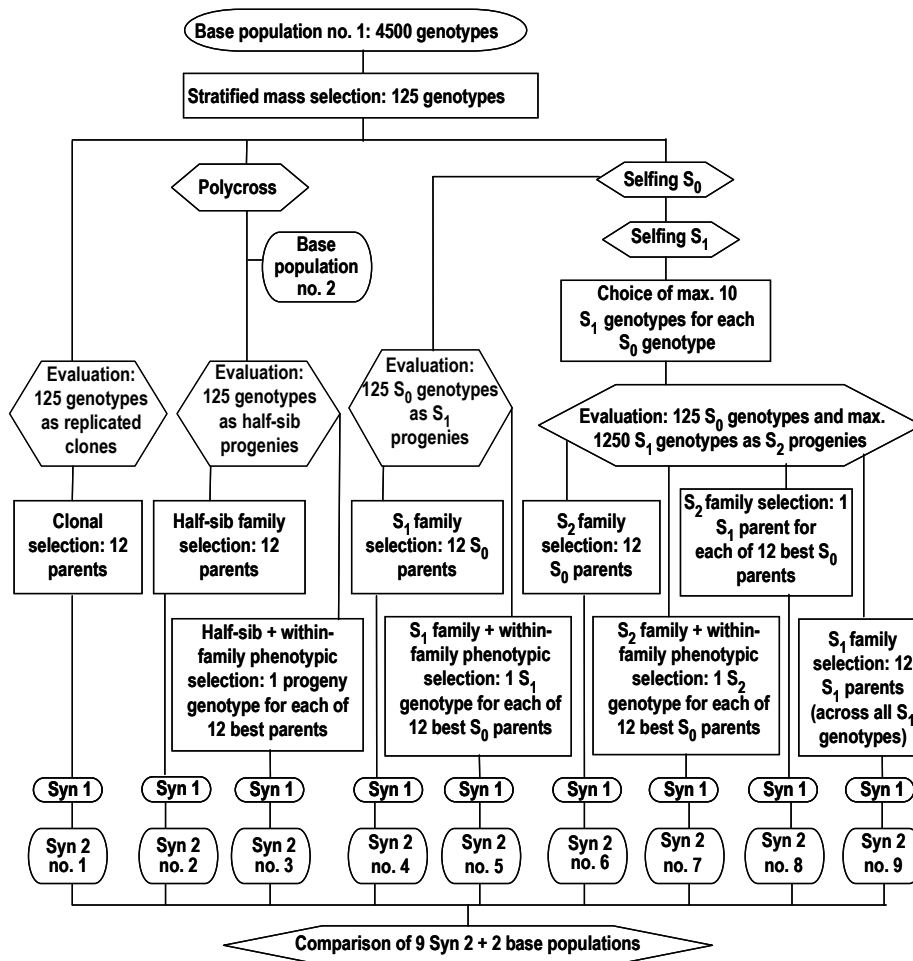 Base population no. 1: 4500 genotypes
Stratified mass selection: 125 genotypes
Polycross
Selfing S₀
Base
population
no. 2
Selfing S₁
Choice of max. 10
S₁ genotypes for each
S₀ genotype
Evaluation:
125 genotypes
as replicated
clones
Evaluation:
125 genotypes
as half-sib
progenies
Evaluation:
125 S₀ genotypes
as S₁
progenies
Evaluation: 125 S₀ genotypes and max.
1250 S₁ genotypes as S₂ progenies
Clonal
selection: 12
parents
Half-sib family
selection: 12
parents
S₁ family
selection: 12 S₀
parents
S₂ family
selection: 12
S₀ parents
S₂ family selection: 1
S₁ parent for
each of 12 best S₀
parents
Half-sib + within-
family phenotypic
selection: 1 progeny
genotype for each of
12 best parents
S₁ family + within-
family phenotypic
selection: 1 S₁
genotype for each of
12 best S₀ parents
S₂ family + within-
family phenotypic
selection: 1 S₂
genotype for each of
12 best S₀ parents
S₁ family
selection: 12
S₁ parents
(across all S₁
genotypes)
Syn 1
Syn 1
Syn 1
Syn 1
Syn 1
Syn 1
Syn 1
Syn 1
Syn 1
Syn 2
no. 1
Syn 2
no. 2
Syn 2
no. 3
Syn 2
no. 4
Syn 2
no. 5
Syn 2
no. 6
Syn 2
no. 7
Syn 2
no. 8
Syn 2
no. 9
Comparison of 9 Syn 2 + 2 base populations